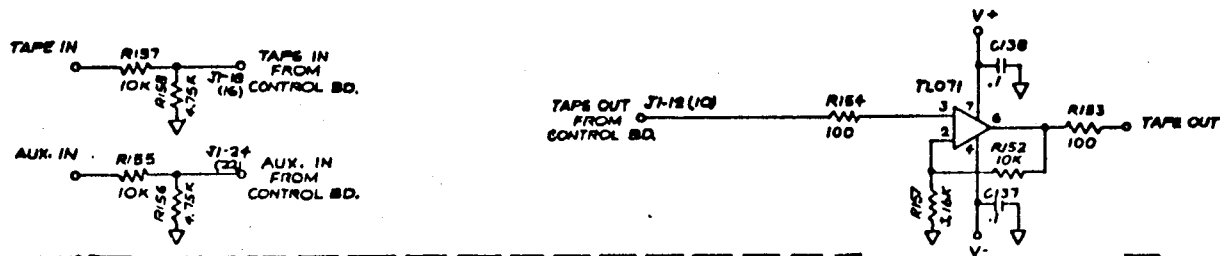 TAPE IN
R157
10K
R158
4.75K
J1-18
(16)
TAPE IN
FROM
CONTROL BD.
AUX. IN
R155
10K
R156
4.75K
J1-24
(22)
AUX. IN
FROM
CONTROL BD.
TAPE OUT
FROM
CONTROL BD.
J1-12 (10)
R154
100
V+
C138
.1
TL071
3
7
2
6
4
R153
100
TAPE OUT
R152
10K
3.16K
C137
.1
V-